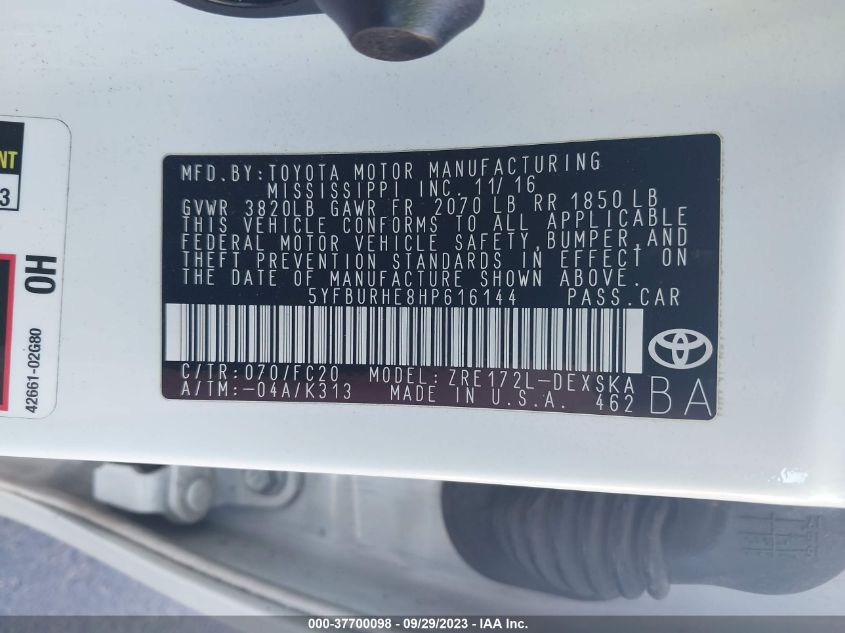 NT
3
OH
42661-02G80
MFD. BY: TOYOTA MOTOR MANUFACTURING
MISSISSIPPI INC. 11/16
GVWR 3820LB GAWR FR 2070 LB RR 1850 LB
THIS VEHICLE CONFORMS TO ALL APPLICABLE
FEDERAL MOTOR VEHICLE SAFETY, BUMPER, AND
THEFT PREVENTION STANDARDS IN EFFECT ON
THE DATE OF MANUFACTURE SHOWN ABOVE.
5YFBURHE8HP616144 PASS. CAR
C/TR: 070/FC20 MODEL: ZRE172L-DEXSKA
A/TM: -04A/K313 MADE IN U.S.A. 462 BA
000-37700098 - 09/29/2023 - IAA Inc.